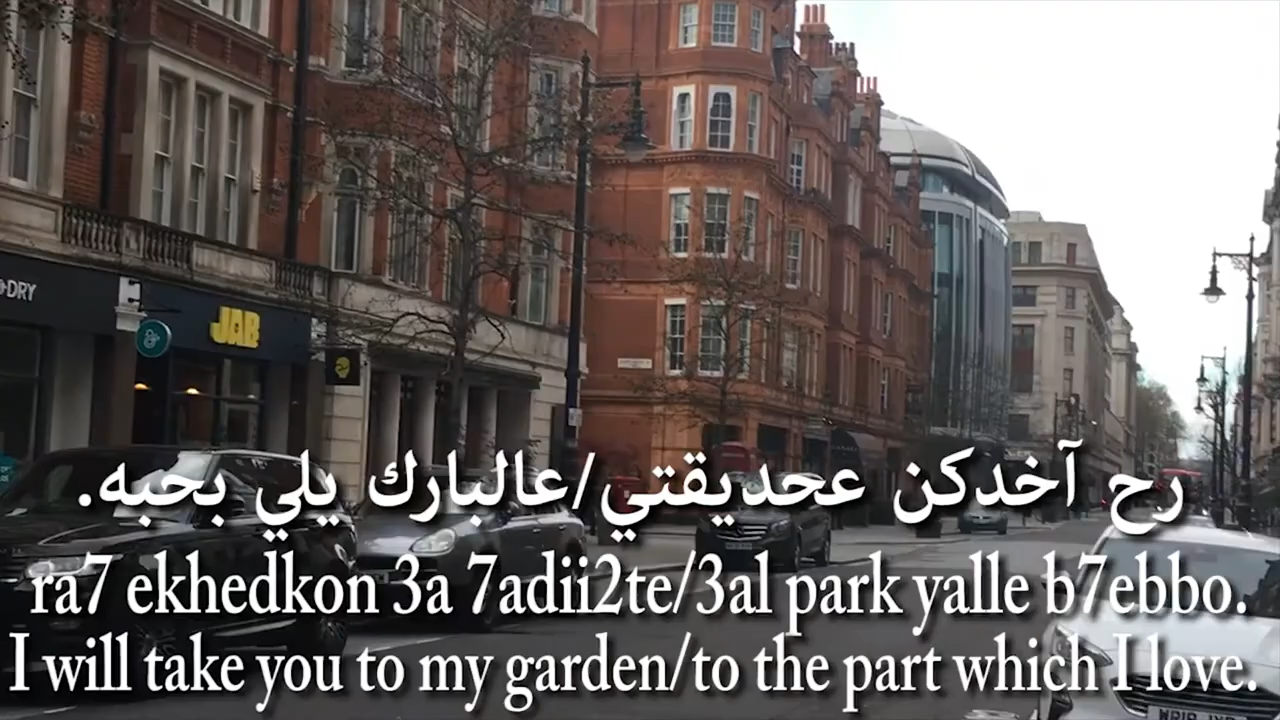 DRY
JAB
رح آخدكن عحديقتي/عالبارك يلي بحبه.
ra7 ekhedkon 3a 7adii2te/3al park yalle b7ebbo.
I will take you to my garden/to the part which I love.